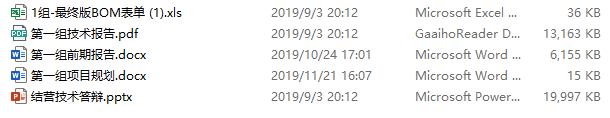 1组-最终版BOM表单 (1).xls 2019/9/3 20:12 Microsoft Excel ... 36 KB
第一组技术报告.pdf 2019/9/3 20:12 GaaihoReader D... 13,163 KB
第一组前期报告.docx 2019/10/24 17:01 Microsoft Word ... 6,155 KB
第一组项目规划.docx 2019/11/21 16:07 Microsoft Word ... 15 KB
结营技术答辩.pptx 2019/9/3 20:12 Microsoft Power... 19,997 KB